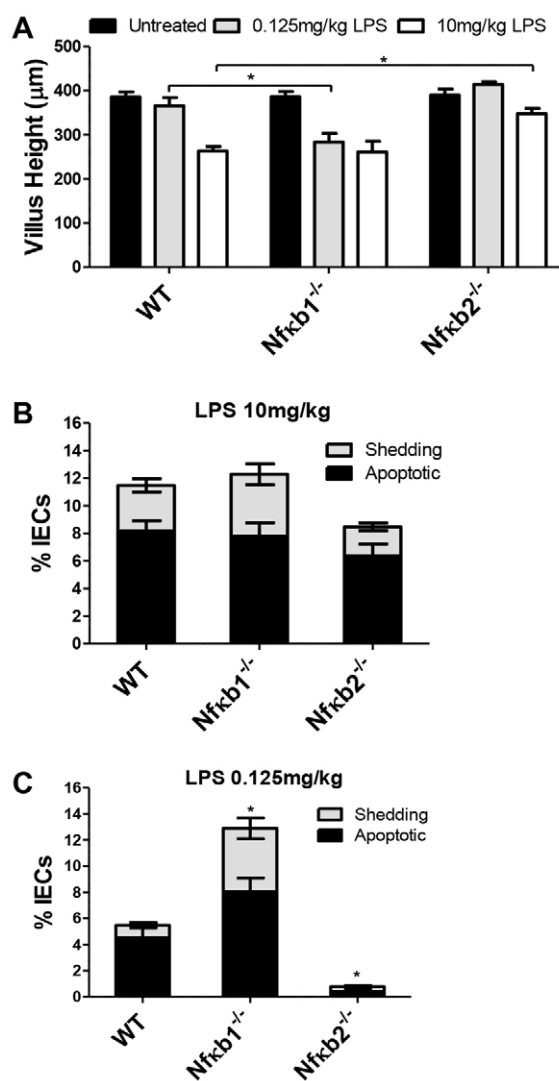 A
Untreated 0.125mg/kg LPS 10mg/kg LPS
500
400
300
200
100
0
Villus Height (μm)
*
*
WT
Nfκb1-/-
Nfκb2-/-
B
LPS 10mg/kg
16
14
12
10
8
6
4
2
0
% IECs
Shedding
Apoptotic
WT
Nfκb1-/-
Nfκb2-/-
C
LPS 0.125mg/kg
16
14
12
10
8
6
4
2
0
% IECs
Shedding
Apoptotic
*
*
WT
Nfκb1-/-
Nfκb2-/-